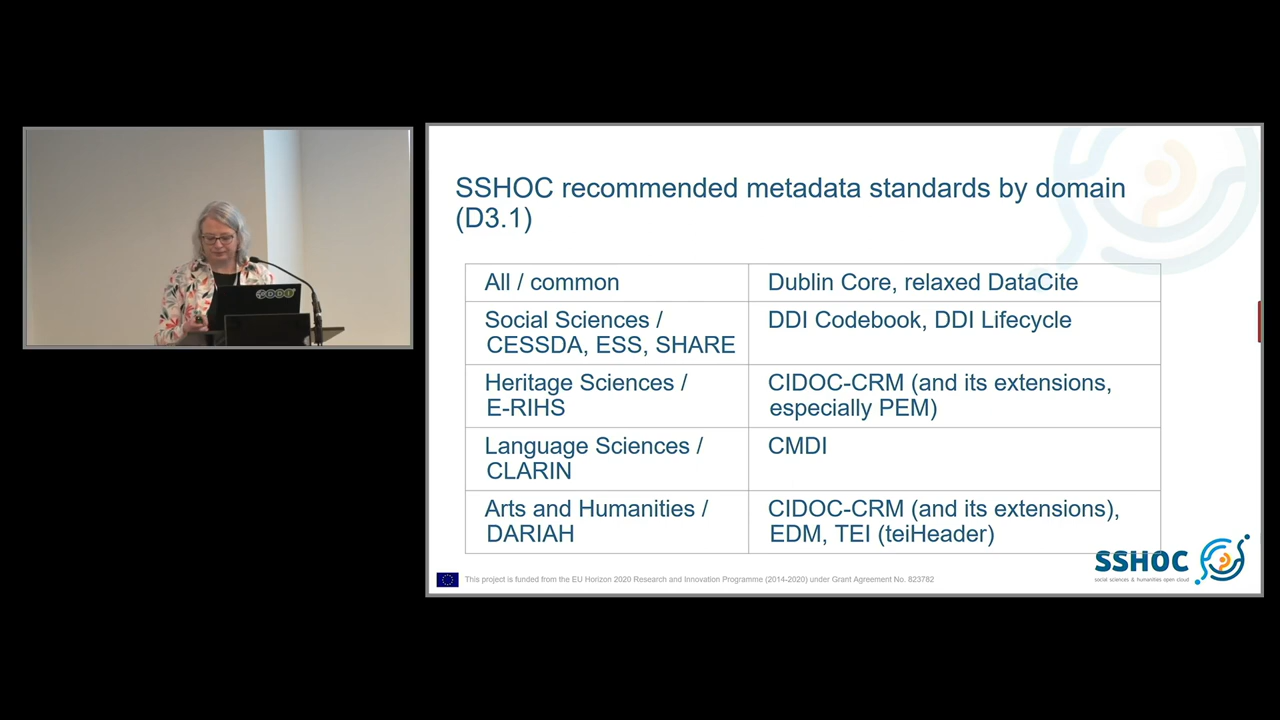 SSHOC recommended metadata standards by domain
(D3.1)
All / common
Dublin Core, relaxed DataCite
Social Sciences /
CESSDA, ESS, SHARE
DDI Codebook, DDI Lifecycle
Heritage Sciences /
E-RIHS
CIDOC-CRM (and its extensions,
especially PEM)
Language Sciences /
CLARIN
CMDI
Arts and Humanities /
DARIAH
CIDOC-CRM (and its extensions),
EDM, TEI (teiHeader)
This project is funded from the EU Horizon 2020 Research and Innovation Programme (2014-2020) under Grant Agreement No. 823782
SSHOC
social sciences & humanities open cloud
DDI